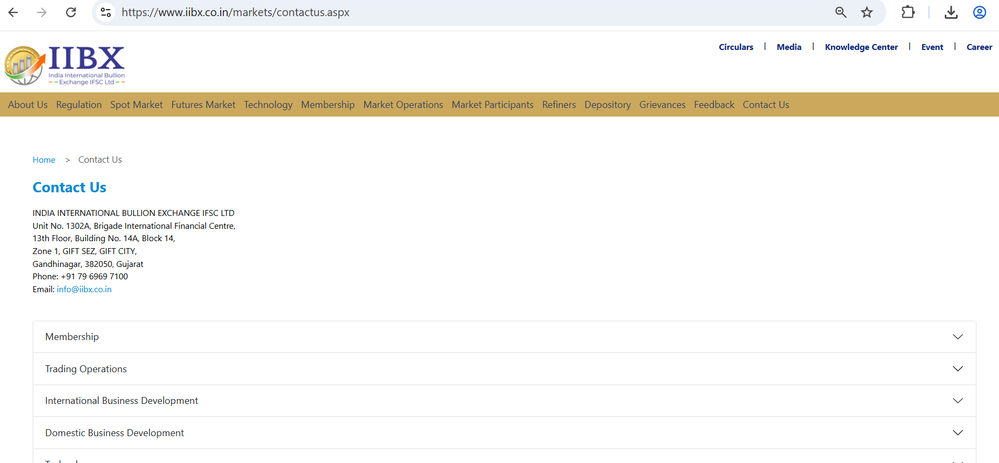 https://www.iibx.co.in/markets/contactus.aspx
IIBX
India International Bullion
Exchange IFSC Ltd
Circulars | Media | Knowledge Center | Event | Career
About Us Regulation Spot Market Futures Market Technology Membership Market Operations Market Participants Refiners Depository Grievances Feedback Contact Us
Home > Contact Us
Contact Us
INDIA INTERNATIONAL BULLION EXCHANGE IFSC LTD
Unit No. 1302A, Brigade International Financial Centre,
13th Floor, Building No. 14A, Block 14,
Zone 1, GIFT SEZ, GIFT CITY,
Gandhinagar, 382050, Gujarat
Phone: +91 79 6969 7100
Email: info@iibx.co.in
Membership
Trading Operations
International Business Development
Domestic Business Development